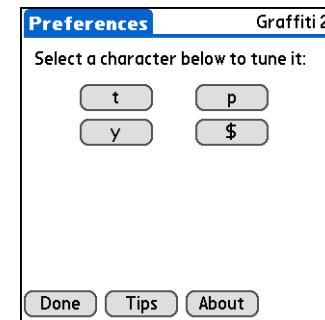 Preferences Graffiti 2
Select a character below to tune it:
t p
y $
Done Tips About